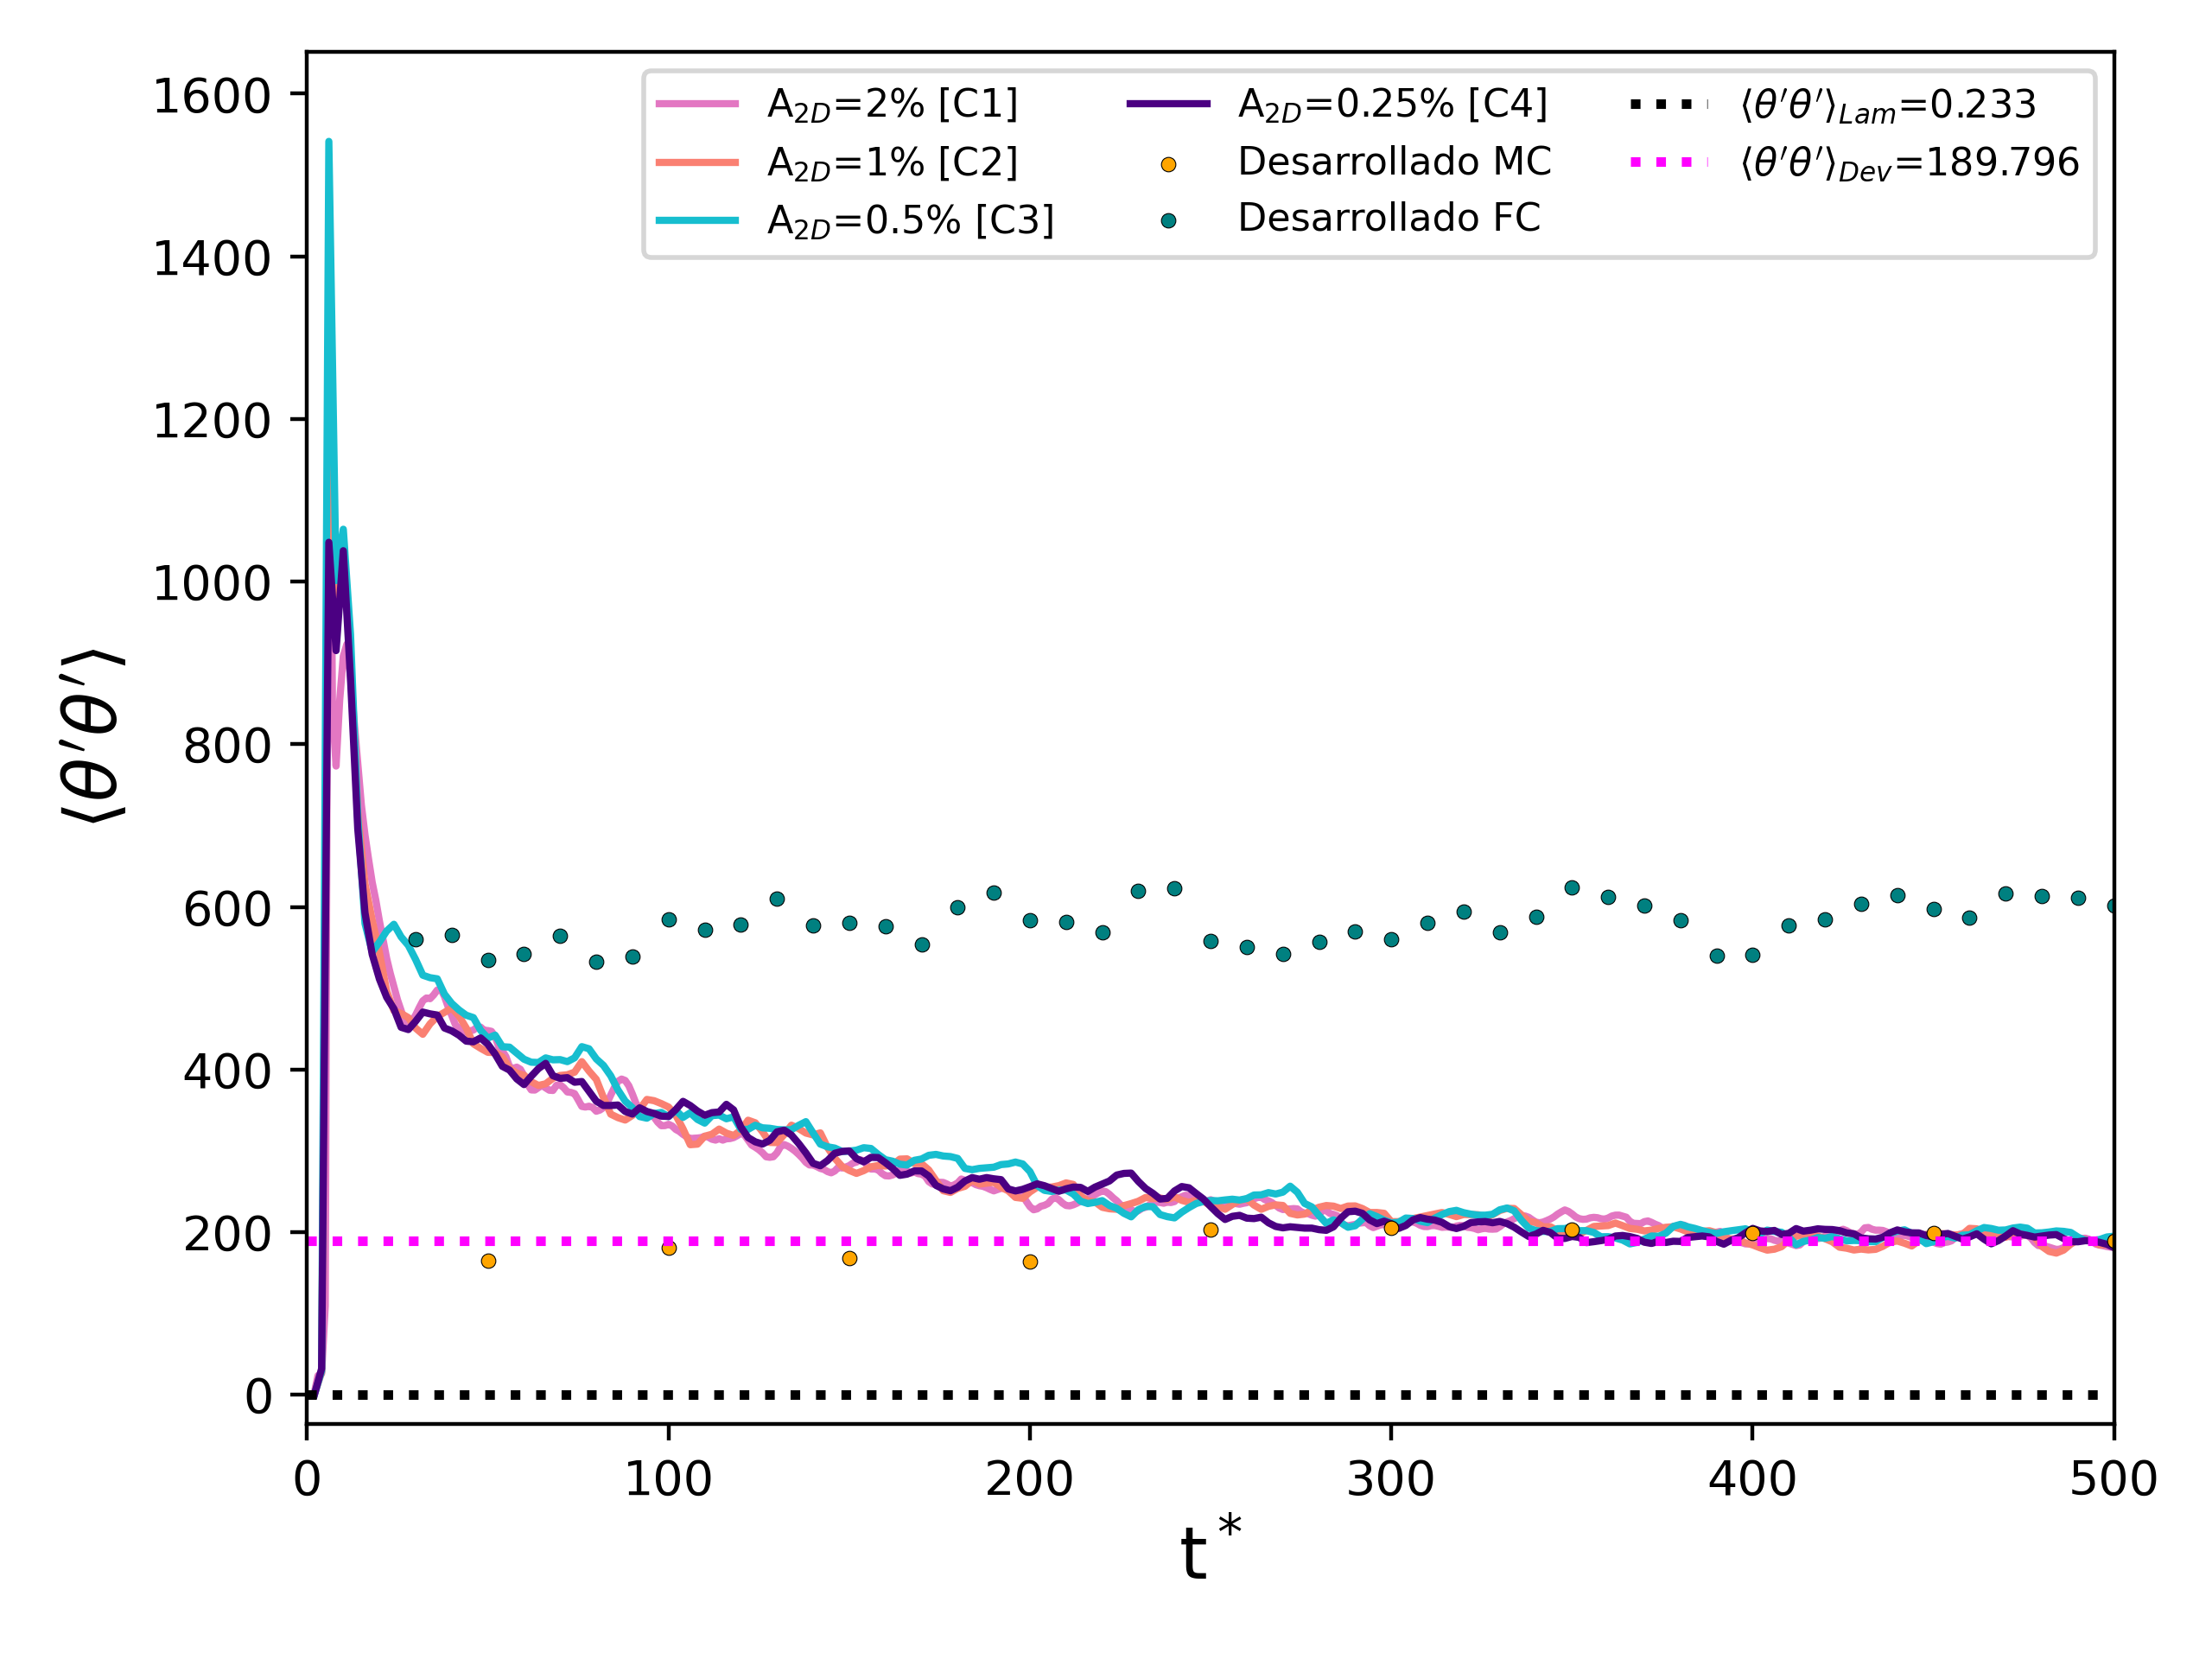 A2D=2% [C1]
A2D=1% [C2]
A2D=0.5% [C3]
A2D=0.25% [C4]
Desarrollado MC
Desarrollado FC
⟨θ′θ′⟩Lam=0.233
⟨θ′θ′⟩Dev=189.796
1600
1400
1200
1000
800
600
400
200
0
⟨θ′θ′⟩
0 100 200 300 400 500
t*